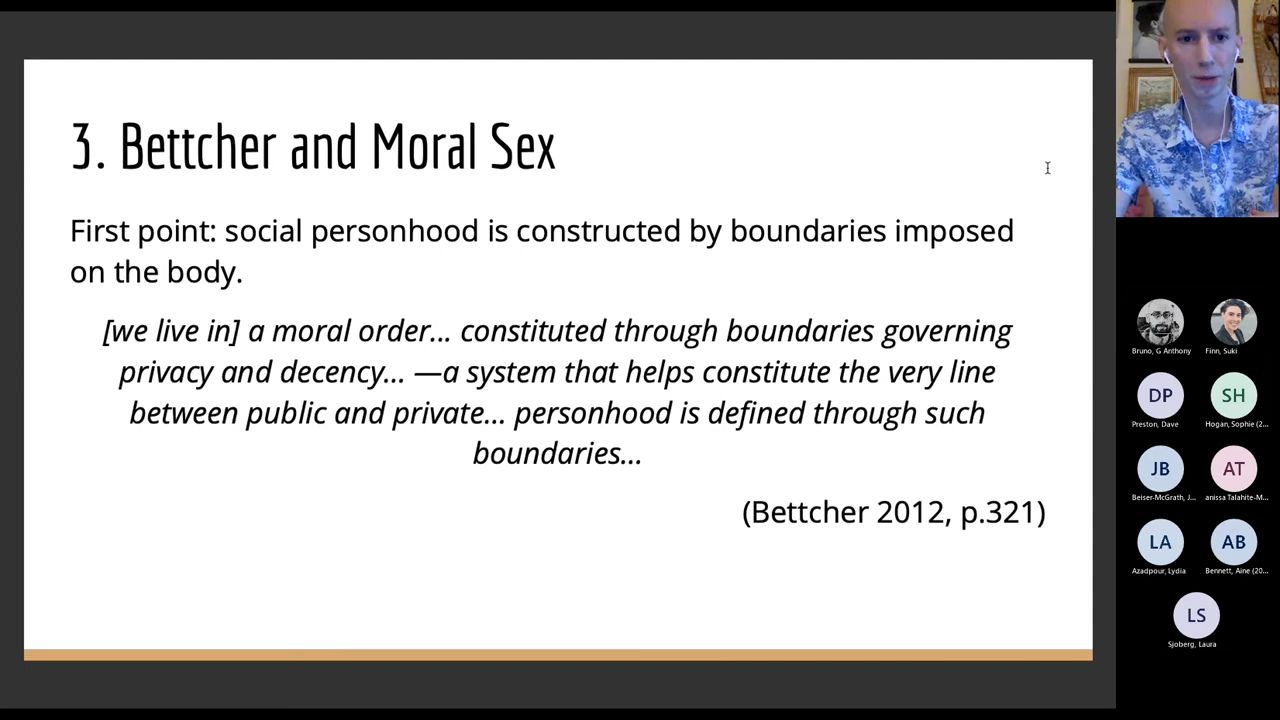 3. Bettcher and Moral Sex
First point: social personhood is constructed by boundaries imposed
on the body.
[we live in] a moral order... constituted through boundaries governing
privacy and decency... —a system that helps constitute the very line
between public and private... personhood is defined through such
boundaries...
(Bettcher 2012, p.321)
Bruno, G Anthony
Finn, Suki
DP
SH
Preston, Dave
Hogan, Sophie (2...
JB
AT
Beiser-McGrath, J...
anissa Talahite-M...
LA
AB
Azadpour, Lydia
Bennett, Aine (20...
LS
Sjoberg, Laura